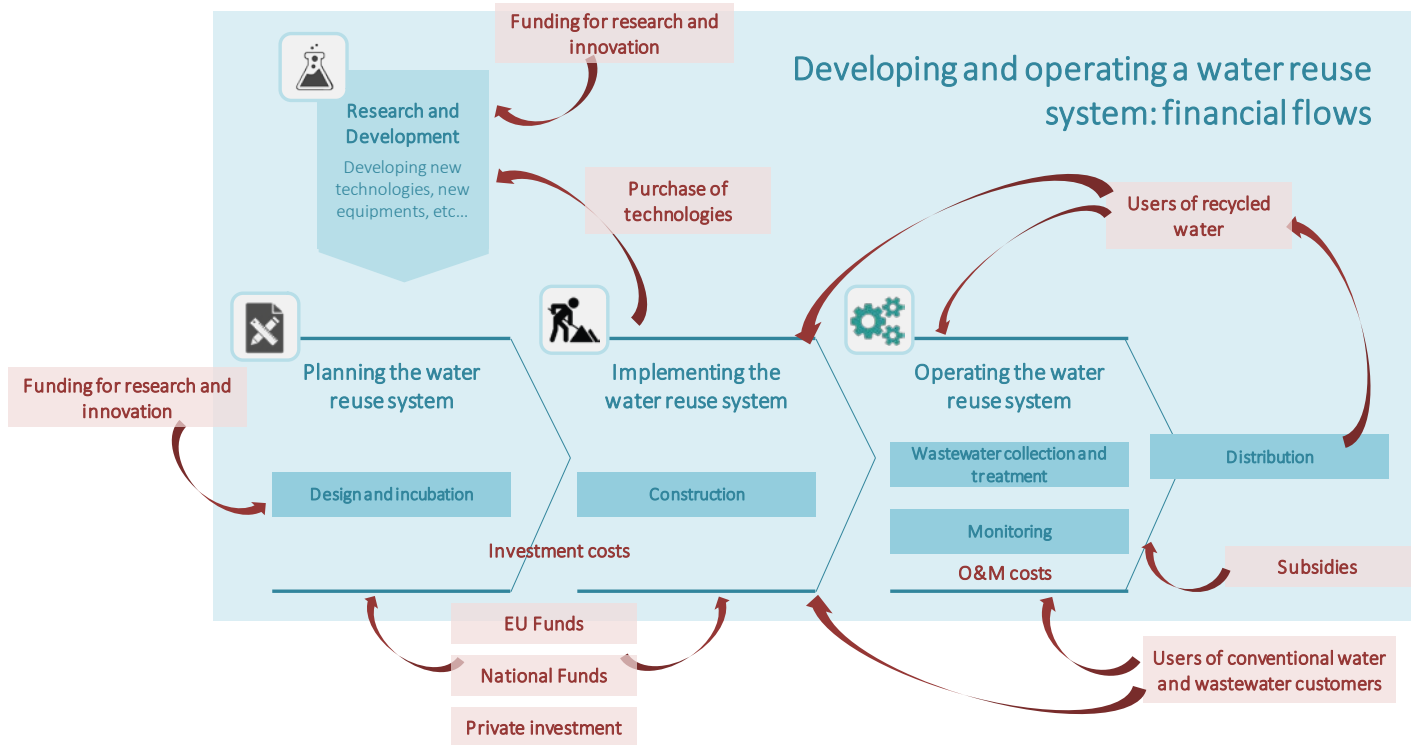 Funding for research and
innovation
Developing and operating a water reuse
system: financial flows
Research and
Development
Developing new
technologies, new
equipments, etc...
Purchase of
technologies
Users of recycled
water
Funding for research and
innovation
Planning the water
reuse system
Implementing the
water reuse system
Operating the water
reuse system
Design and incubation
Construction
Wastewater collection and
treatment
Monitoring
Distribution
Investment costs
O&M costs
Subsidies
EU Funds
National Funds
Private investment
Users of conventional water
and wastewater customers